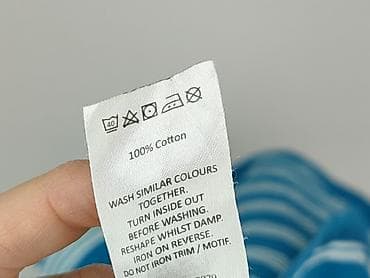 40
100% Cotton
WASH SIMILAR COLOURS
TOGETHER.
TURN INSIDE OUT
BEFORE WASHING.
RESHAPE WHILST DAMP.
IRON ON REVERSE.
DO NOT IRON TRIM / MOTIF.